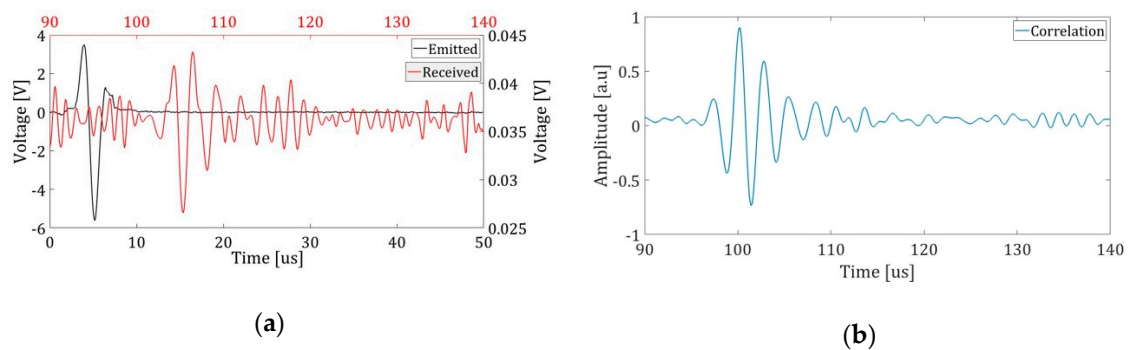 90 100 110 120 130 140
4 2 0 -2 -4 -6
Voltage [V]
Emitted
Received
0.045 0.04 0.035 0.03 0.025
Voltage [V]
0 10 20 30 40 50
Time [us]
(a)
1 0.5 0 -0.5 -1
Amplitude [a.u]
Correlation
90 100 110 120 130 140
Time [us]
(b)